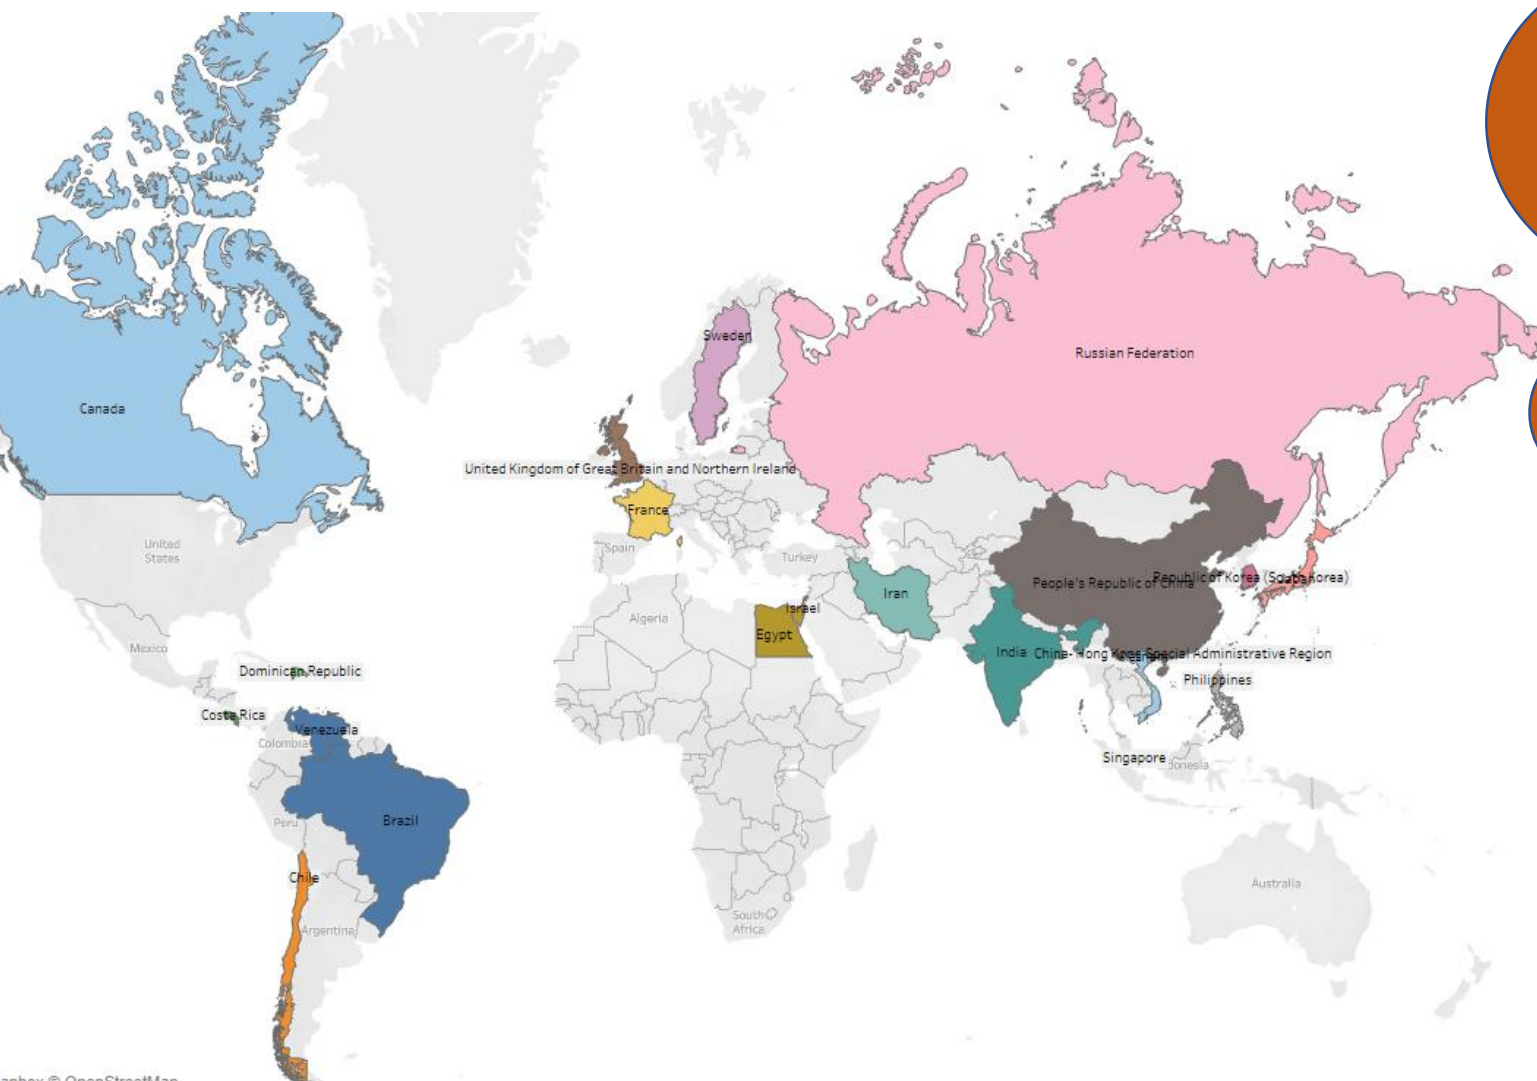 Sweden
Russian Federation
Canada
United Kingdom of Great Britain and Northern Ireland
France
United
States
Spain
Turkey
People's Republic of China
Republic of Korea (South Korea)
Iran
Israel
Algeria
Egypt
Mexico
India
China- Hong Kong Special Administrative Region
Dominican Republic
Philippines
Costa Rica
Venezuela
Colombia
Singapore
Brazil
Peru
Chile
Australia
South
Africa
Argentina
© OpenStreetMap